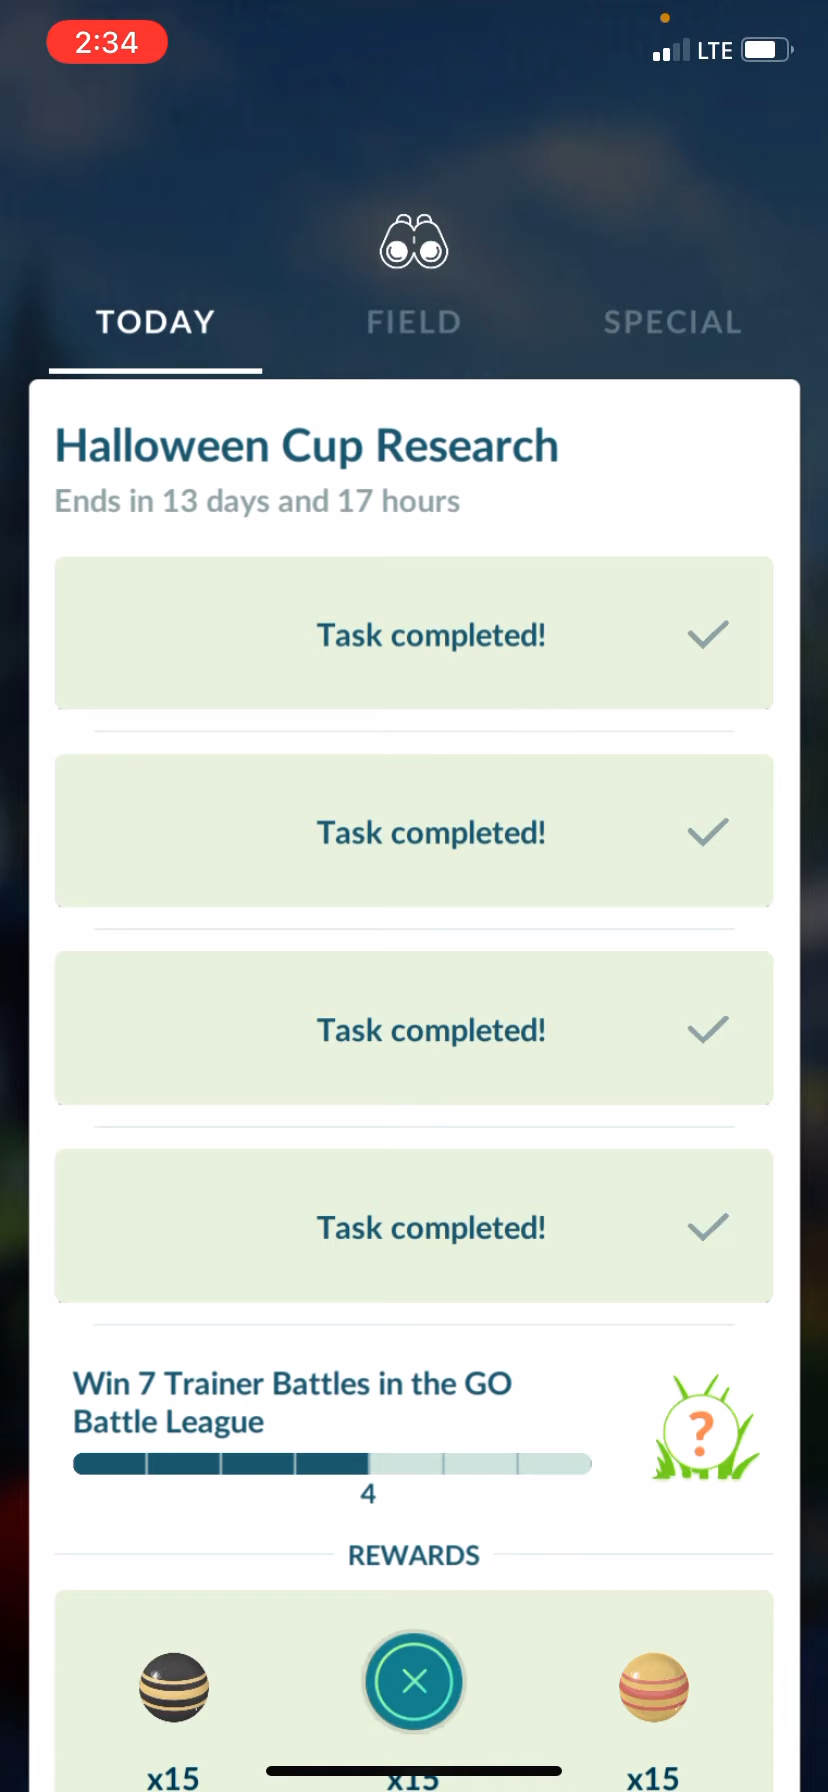 2:34
LTE
TODAY FIELD SPECIAL
Halloween Cup Research
Ends in 13 days and 17 hours
Task completed!
Task completed!
Task completed!
Task completed!
Win 7 Trainer Battles in the GO
Battle League
?
4
REWARDS
x15 x15 x15